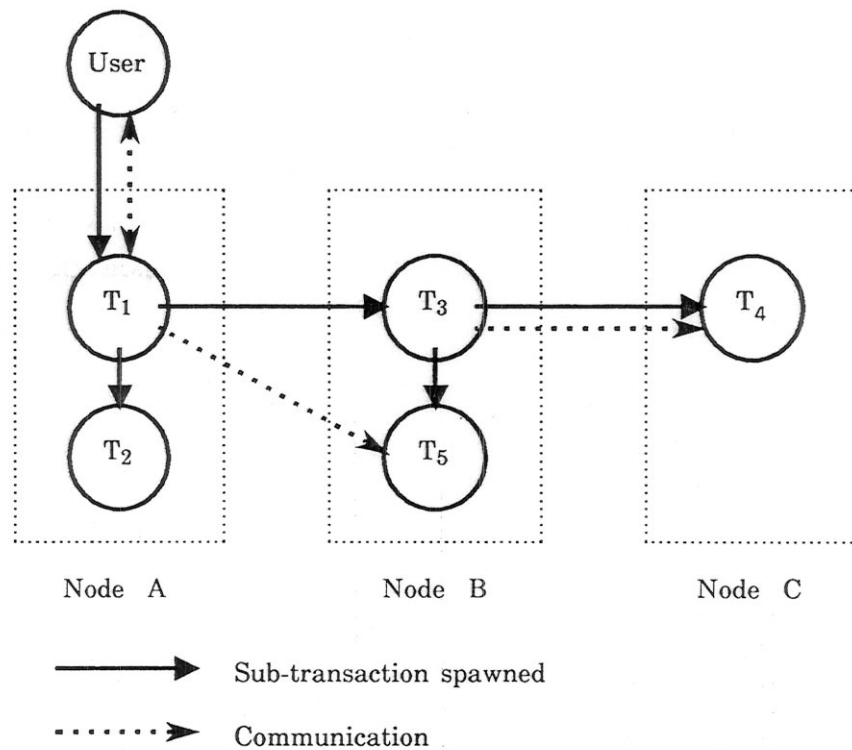 User
T1
T3
T4
T2
T5
Node A
Node B
Node C
Sub-transaction spawned
Communication